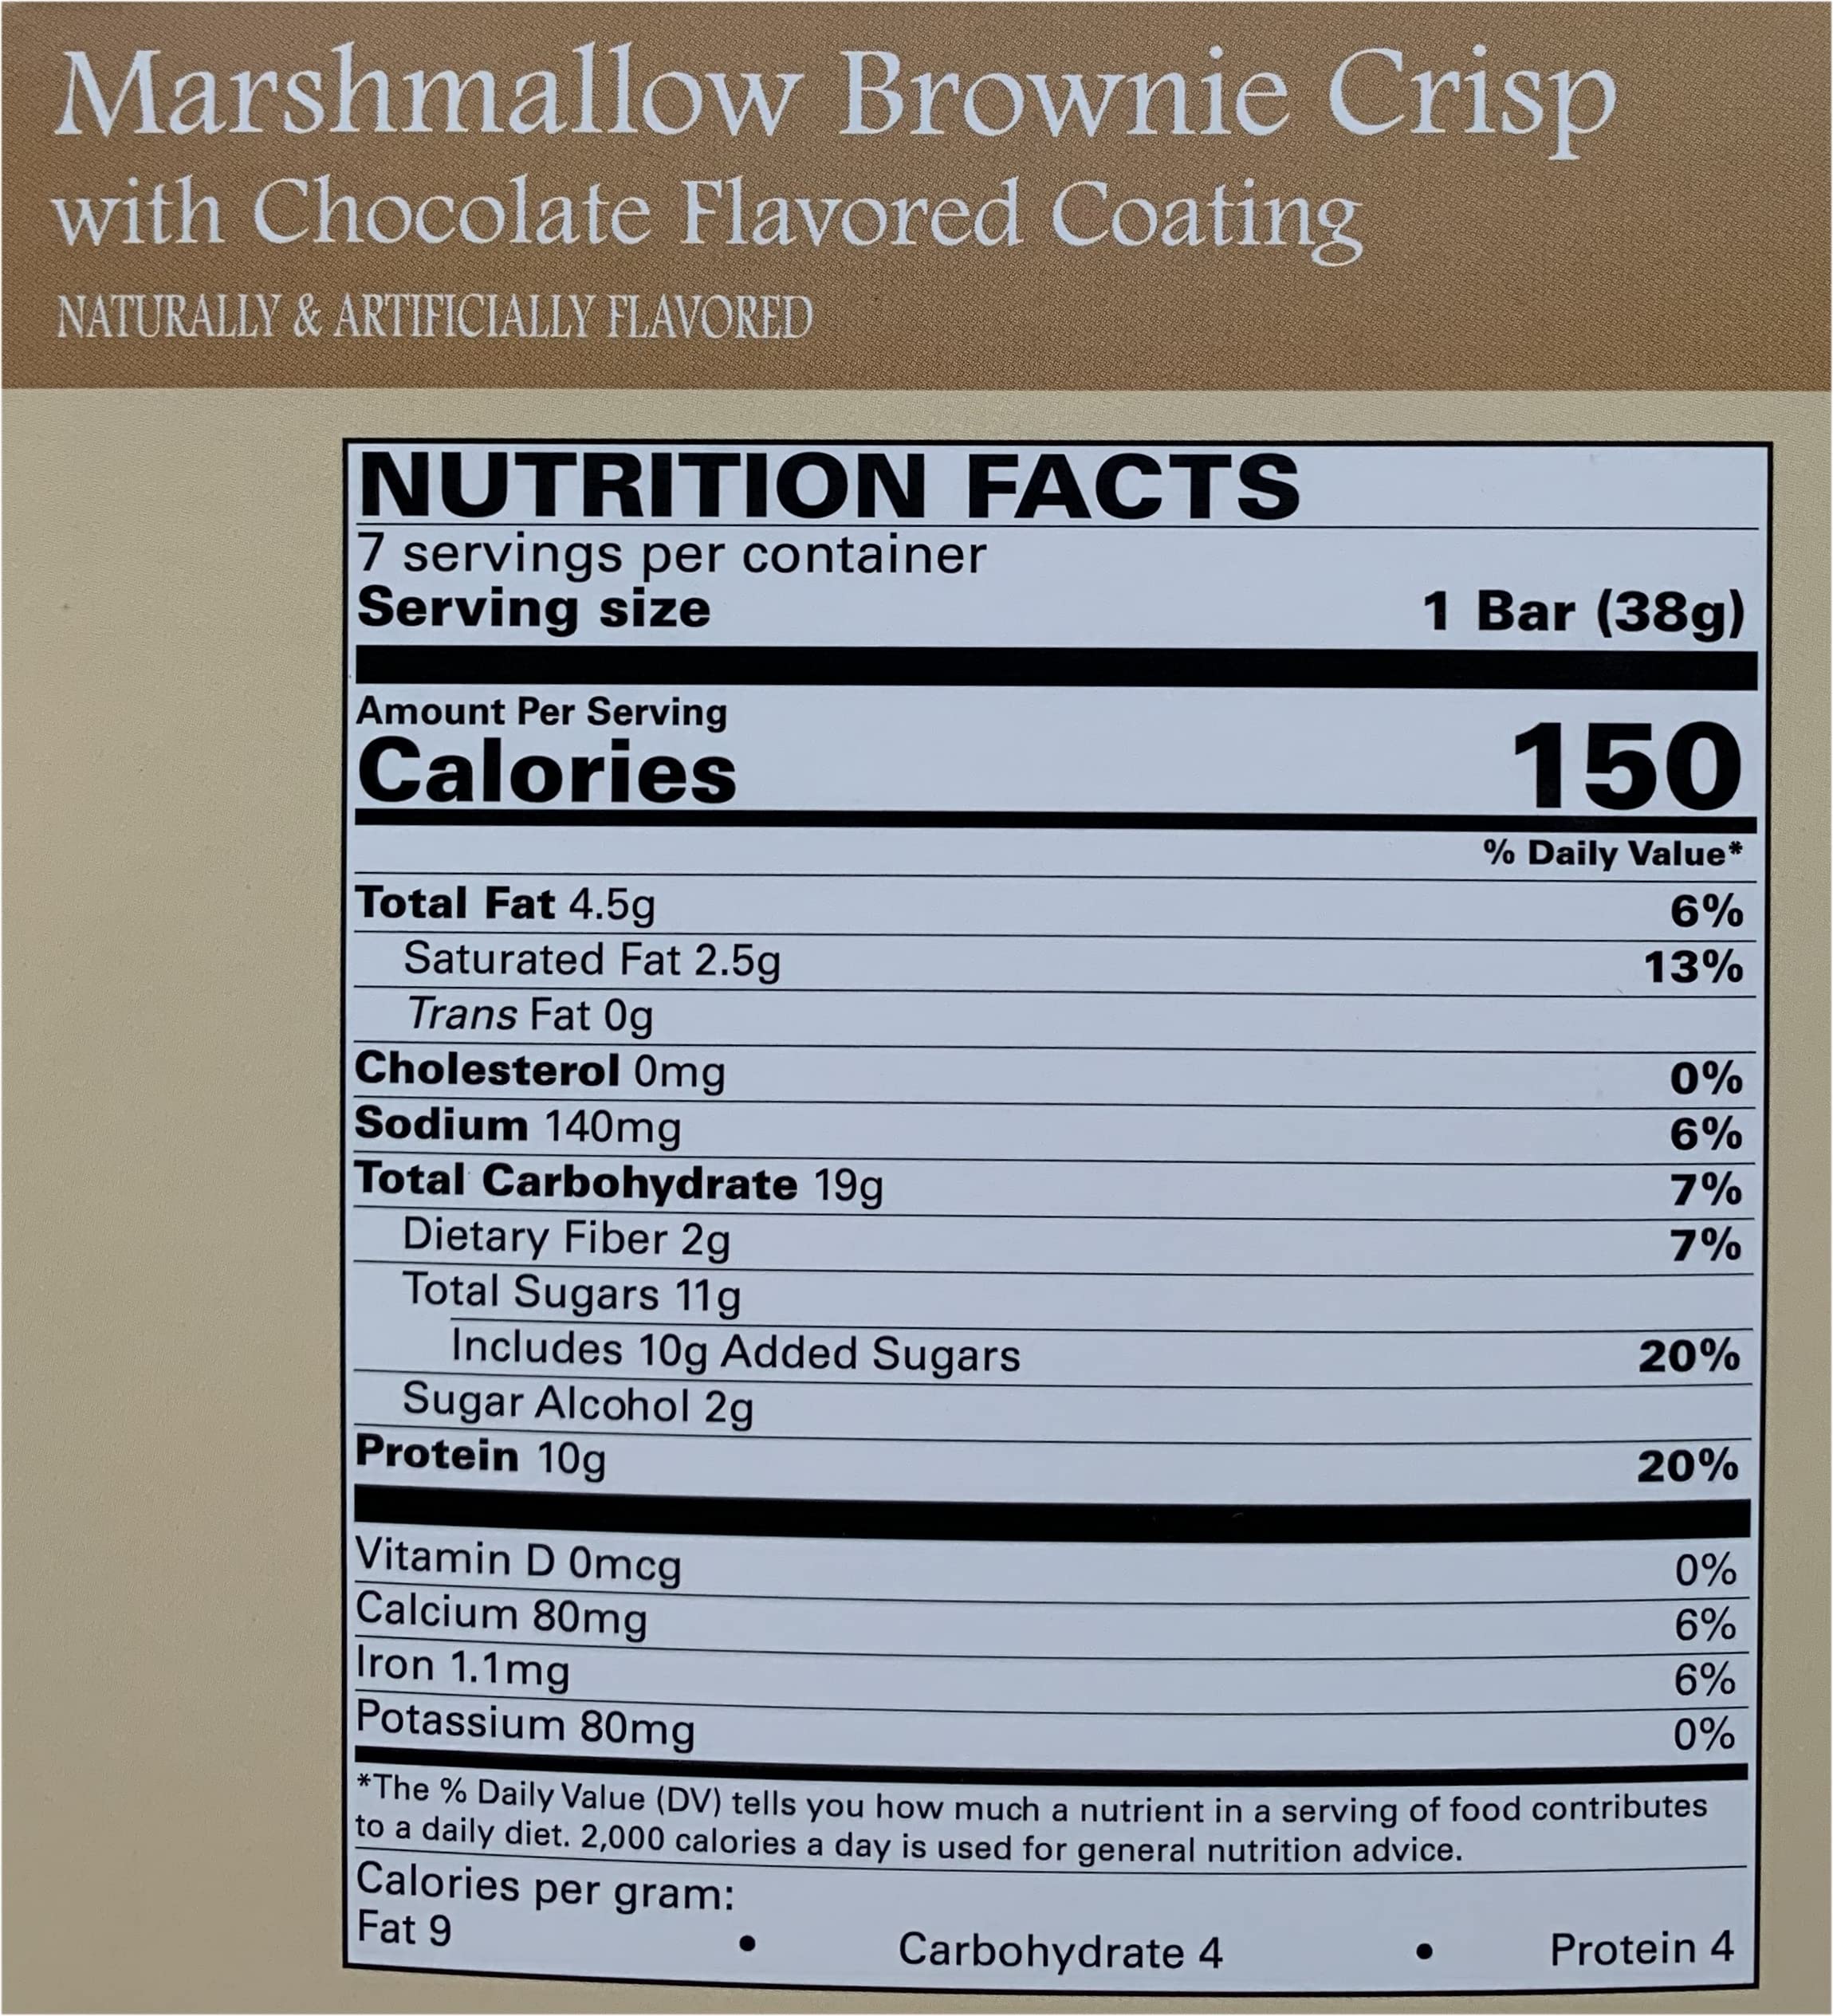 Marshmallow Brownie Crisp
with Chocolate Flavored Coating
NATURALLY & ARTIFICIALLY FLAVORED
NUTRITION FACTS
7 servings per container
Serving size 1 Bar (38g)
Amount Per Serving
Calories 150
% Daily Value*
Total Fat 4.5g 6%
Saturated Fat 2.5g 13%
Trans Fat 0g
Cholesterol 0mg 0%
Sodium 140mg 6%
Total Carbohydrate 19g 7%
Dietary Fiber 2g 7%
Total Sugars 11g
Includes 10g Added Sugars 20%
Sugar Alcohol 2g
Protein 10g 20%
Vitamin D 0mcg 0%
Calcium 80mg 6%
Iron 1.1mg 6%
Potassium 80mg 0%
*The % Daily Value (DV) tells you how much a nutrient in a serving of food contributes
to a daily diet. 2,000 calories a day is used for general nutrition advice.
Calories per gram:
Fat 9 • Carbohydrate 4 • Protein 4